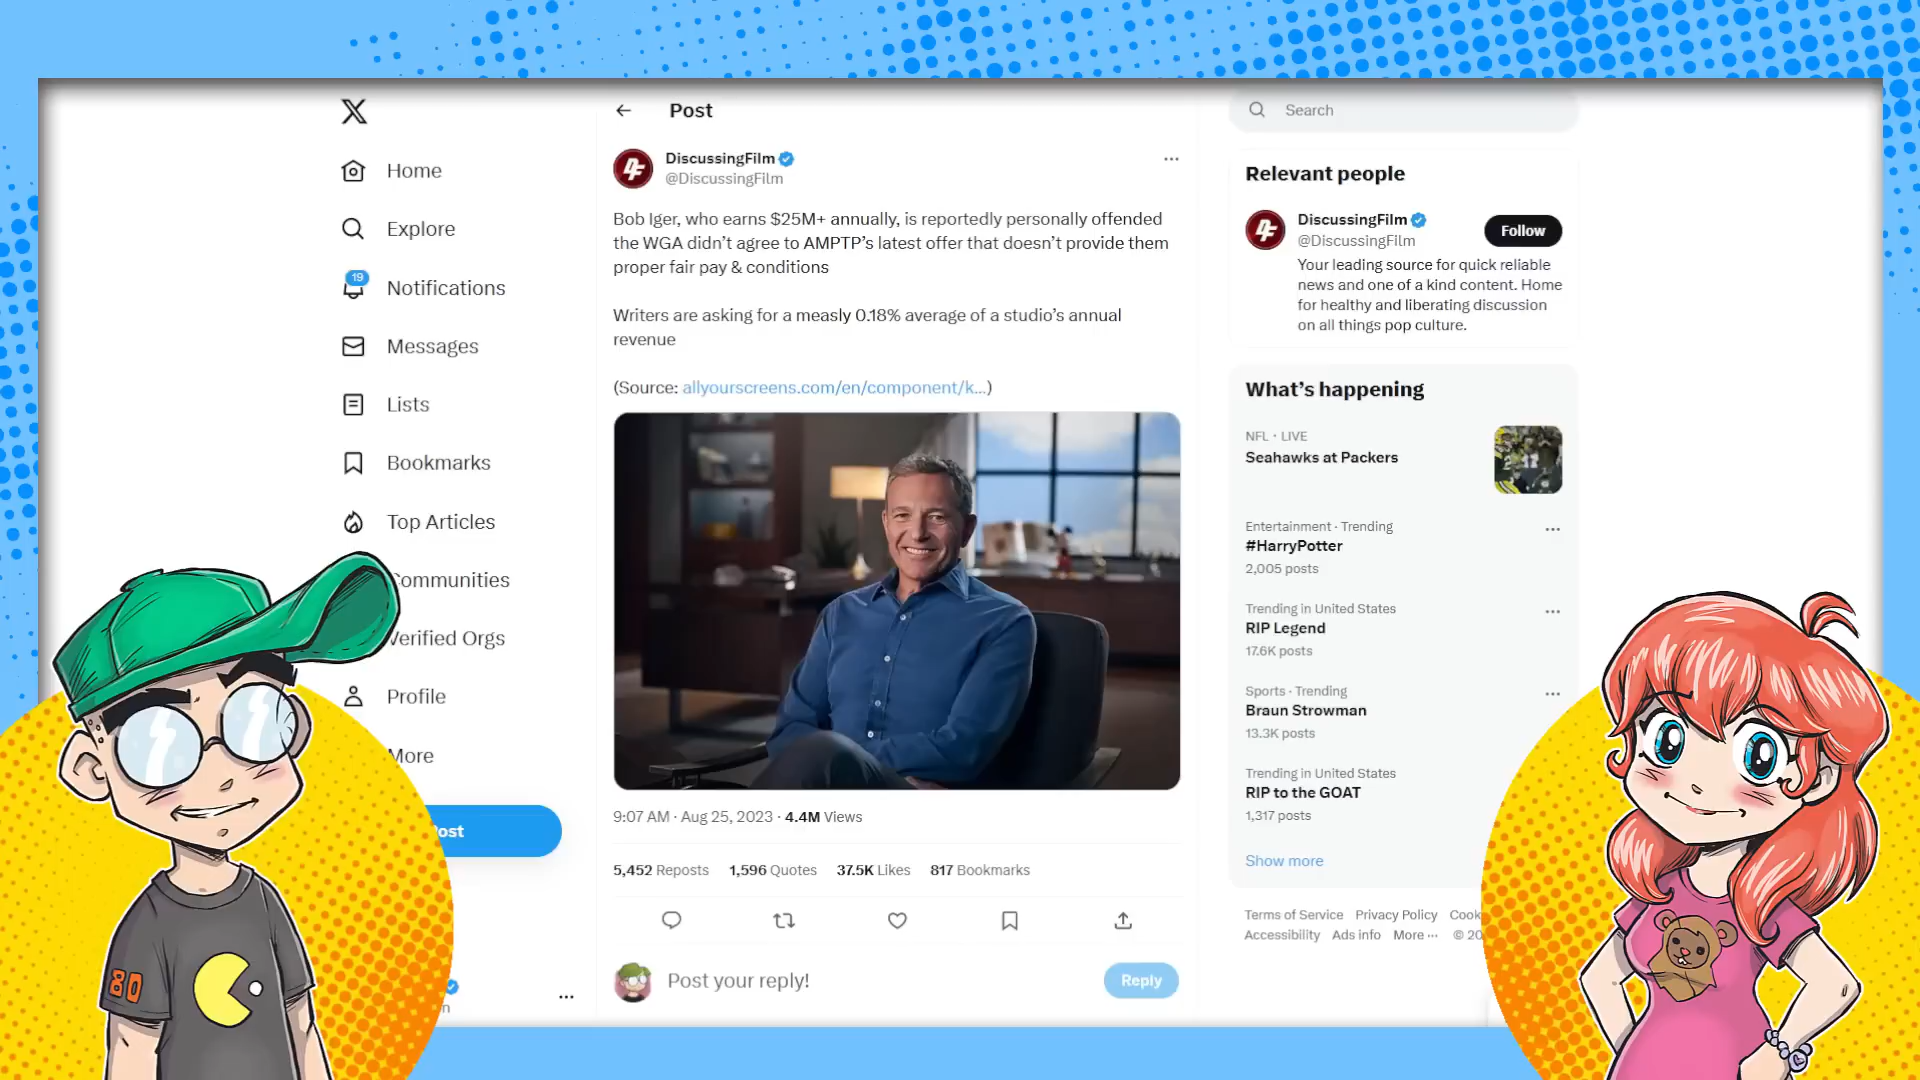 Home
Explore
19
Notifications
Messages
Lists
Bookmarks
Top Articles
Communities
Verified Orgs
Profile
More
Post
Post
DiscussingFilm
@DiscussingFilm
Bob Iger, who earns $25M+ annually, is reportedly personally offended
the WGA didn’t agree to AMPTP’s latest offer that doesn’t provide them
proper fair pay & conditions
Writers are asking for a measly 0.18% average of a studio’s annual
revenue
(Source: allyourscreens.com/en/component/k...)
9:07 AM · Aug 25, 2023 · 4.4M Views
5,452 Reposts 1,596 Quotes 37.5K Likes 817 Bookmarks
Post your reply!
Reply
Search
Relevant people
DiscussingFilm
@DiscussingFilm
Follow
Your leading source for quick reliable
news and one of a kind content. Home
for healthy and liberating discussion
on all things pop culture.
What’s happening
NFL · LIVE
Seahawks at Packers
Entertainment · Trending
#HarryPotter
2,005 posts
Trending in United States
RIP Legend
17.6K posts
Sports · Trending
Braun Strowman
13.3K posts
Trending in United States
RIP to the GOAT
1,317 posts
Show more
Terms of Service Privacy Policy Cook
Accessibility Ads info More ··· © 20
80